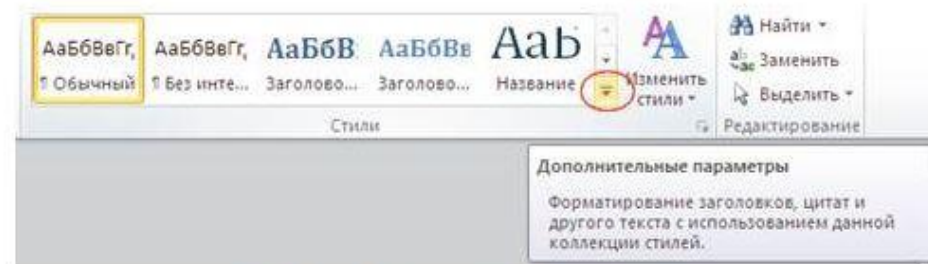 АаБбВвГг, АаБбВвГг, АаБбВ АаБбВв АаЬ
¶ Обычный ¶ Без инте... Заголово... Заголово... Название
Изменить стили
Найти
Заменить
Выделить
Стили
Редактирование
Дополнительные параметры
Форматирование заголовков, цитат и
другого текста с использованием данной
коллекции стилей.